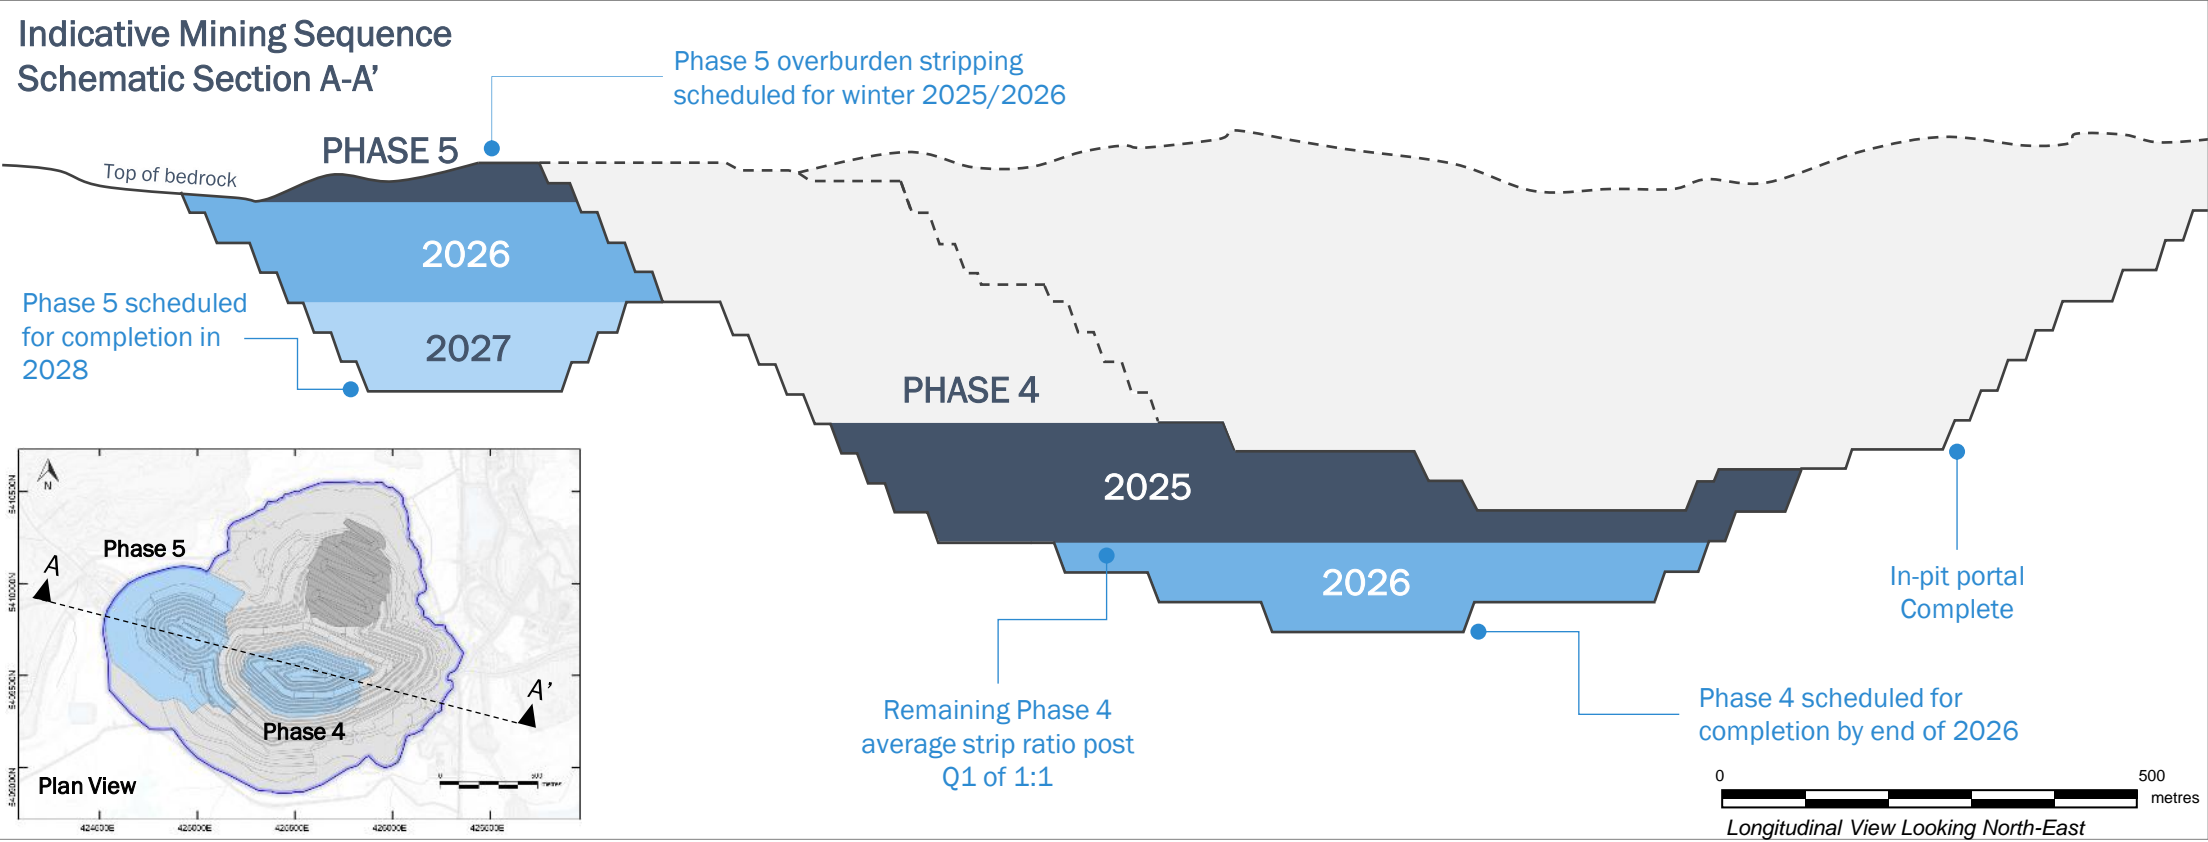 Indicative Mining Sequence
Schematic Section A-A’
Phase 5 overburden stripping
scheduled for winter 2025/2026
PHASE 5
Top of bedrock
2026
Phase 5 scheduled
for completion in
2028
2027
PHASE 4
2025
2026
In-pit portal
Complete
Remaining Phase 4
average strip ratio post
Q1 of 1:1
Phase 4 scheduled for
completion by end of 2026
0 500
metres
Longitudinal View Looking North-East
N
Phase 5
A
A’
Phase 4
Plan View
0 500
metres